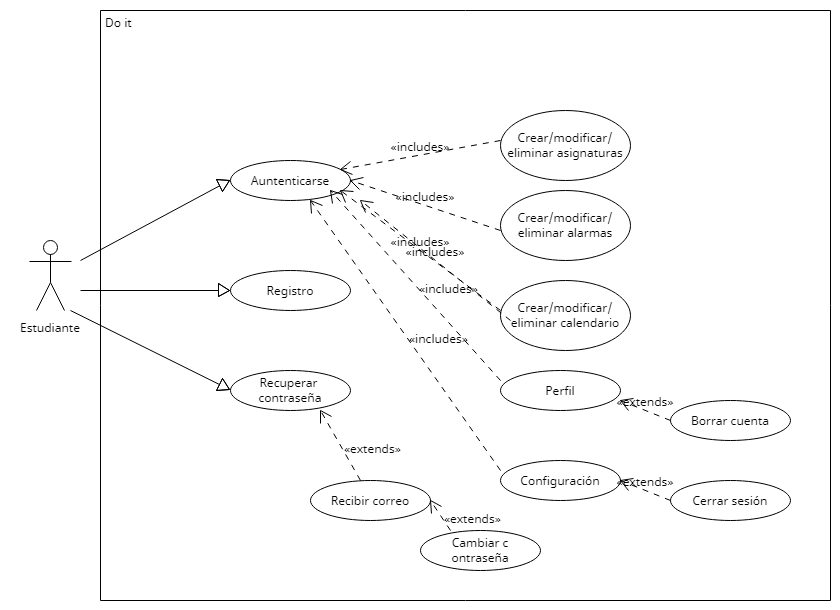 Do it
Crear/modificar/
eliminar asignaturas
«includes»
Auntenticarse
«includes»
Crear/modificar/
eliminar alarmas
«includes»
«includes»
«includes»
Registro
Crear/modificar/
eliminar calendario
Estudiante
«includes»
Recuperar
contraseña
Perfil
«extends»
Borrar cuenta
«extends»
Configuración
«extends»
Recibir correo
Cerrar sesión
«extends»
Cambiar c
ontraseña